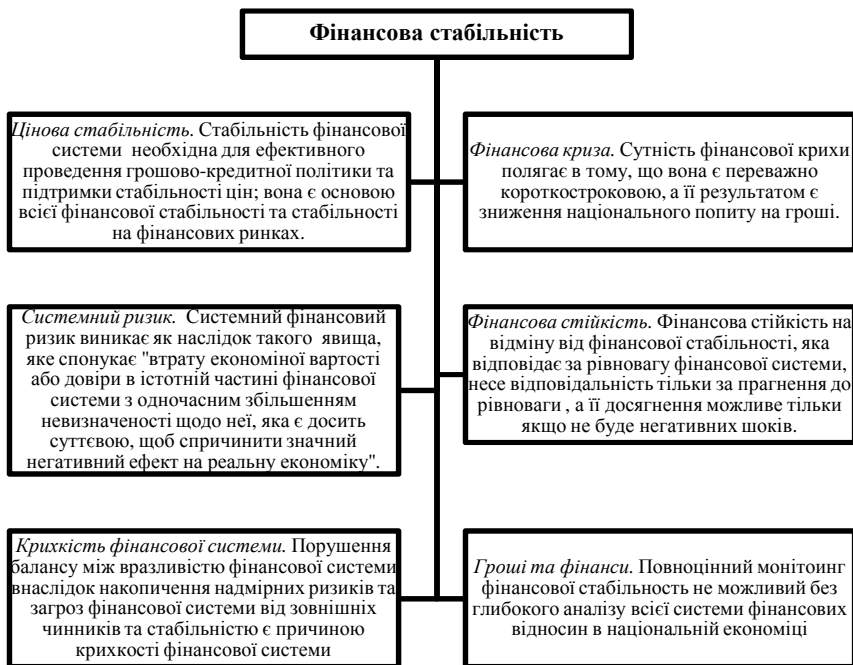 Фінансова стабільність
Цінова стабільність. Стабільність фінансової
системи необхідна для ефективного
проведення грошово-кредитної політики та
підтримки стабільності цін; вона є основою
всієї фінансової стабільності та стабільності
на фінансових ринках.
Фінансова криза. Сутність фінансової крихи
полягає в тому, що вона є переважно
короткостроковою, а її результатом є
зниження національного попиту на гроші.
Системний ризик. Системний фінансовий
ризик виникає як наслідок такого явища,
яке спонукає "втрату економіної вартості
або довіри в істотній частині фінансової
системи з одночасним збільшенням
невизначеності щодо неї, яка є досить
суттєвою, щоб спричинити значний
негативний ефект на реальну економіку".
Фінансова стійкість. Фінансова стійкість на
відміну від фінансової стабільності, яка
відповідає за рівновагу фінансової системи,
несе відповідальність тільки за прагнення до
рівноваги , а її досягнення можливе тільки
якщо не буде негативних шоків.
Крихкість фінансової системи. Порушення
балансу між вразливістю фінансової системи
внаслідок накопичення надмірних ризиків та
загроз фінансової системи від зовнішніх
чинників та стабільністю є причиною
крихкості фінансової системи
Гроші та фінанси. Повноцінний монітоинг
фінансової стабільность не можливий без
глибокого аналізу всієї системи фінансових
відносин в національній економіці